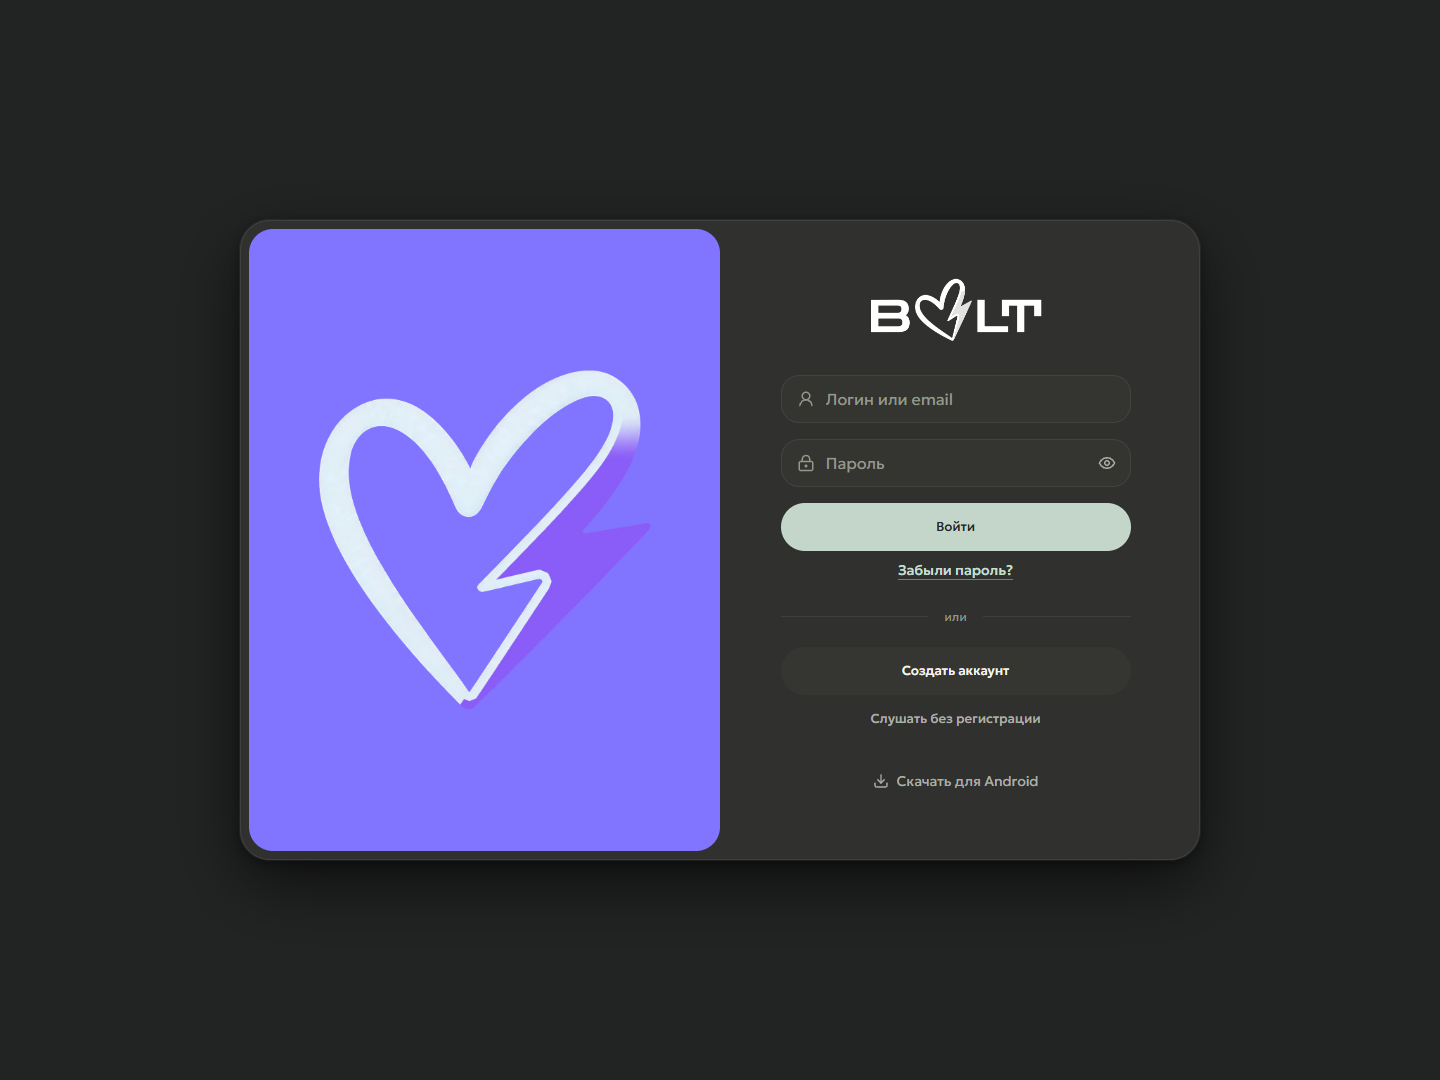 BOLT
Логин или email
Пароль
Войти
Забыли пароль?
или
Создать аккаунт
Слушать без регистрации
Скачать для Android